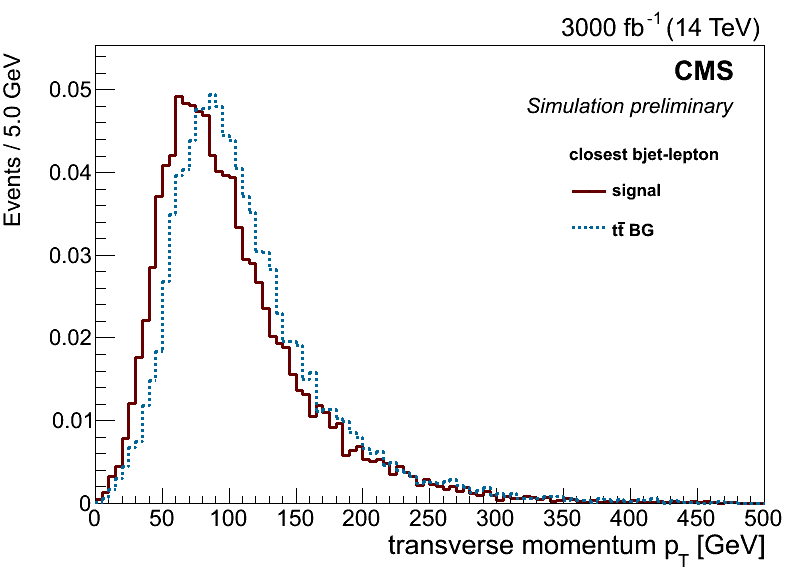 3000 fb⁻¹ (14 TeV)
CMS
Simulation preliminary
closest bjet-lepton
signal
tt̄ BG
Events / 5.0 GeV
0.05
0.04
0.03
0.02
0.01
0
0 50 100 150 200 250 300 350 400 450 500
transverse momentum p_T [GeV]